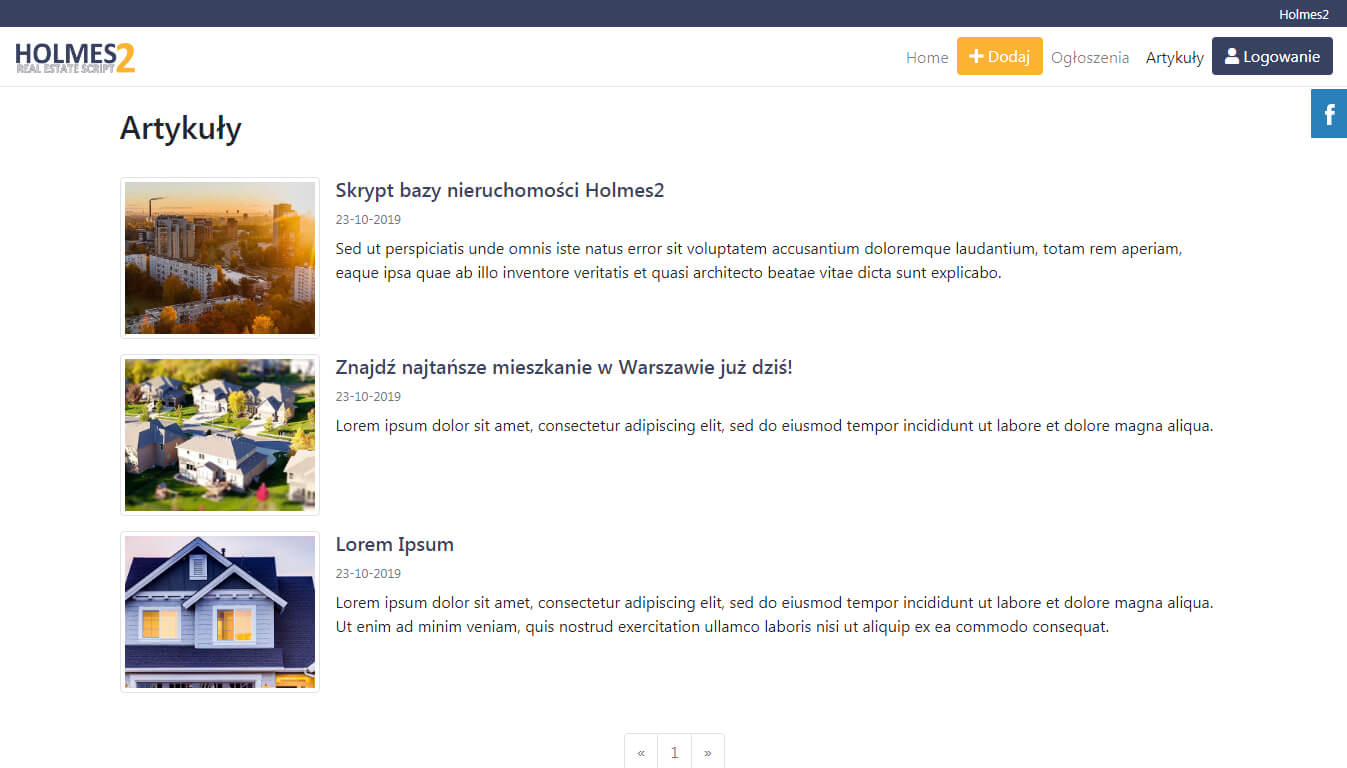 Holmes2
HOLMES2
REAL ESTATE SCRIPT
Home
Dodaj
Ogłoszenia
Artykuły
Logowanie
f
Artykuły
Skrypt bazy nieruchomości Holmes2
23-10-2019
Sed ut perspiciatis unde omnis iste natus error sit voluptatem accusantium doloremque laudantium, totam rem aperiam,
eaque ipsa quae ab illo inventore veritatis et quasi architecto beatae vitae dicta sunt explicabo.
Znajdź najtańsze mieszkanie w Warszawie już dziś!
23-10-2019
Lorem ipsum dolor sit amet, consectetur adipiscing elit, sed do eiusmod tempor incididunt ut labore et dolore magna aliqua.
Lorem Ipsum
23-10-2019
Lorem ipsum dolor sit amet, consectetur adipiscing elit, sed do eiusmod tempor incididunt ut labore et dolore magna aliqua.
Ut enim ad minim veniam, quis nostrud exercitation ullamco laboris nisi ut aliquip ex ea commodo consequat.
« 1 »